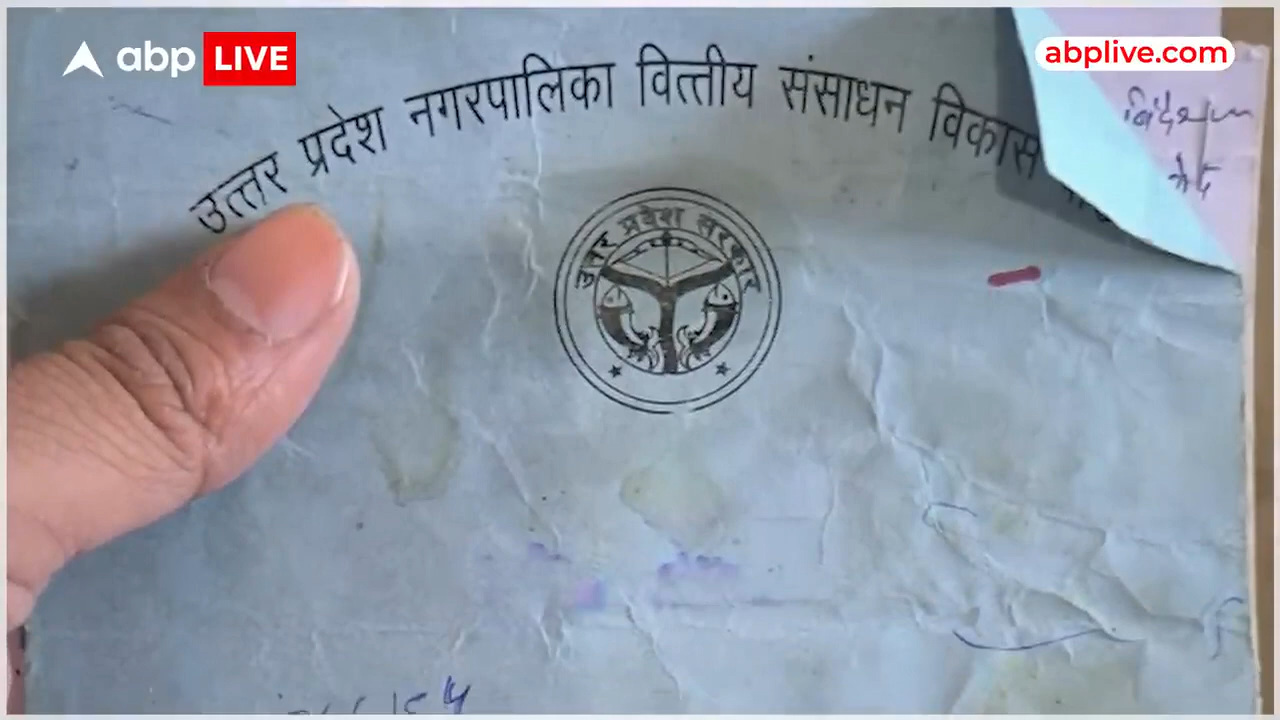 abp LIVE
abplive.com
उत्तर प्रदेश नगरपालिका वित्तीय संसाधन विकास
उत्तर प्रदेश सरकार